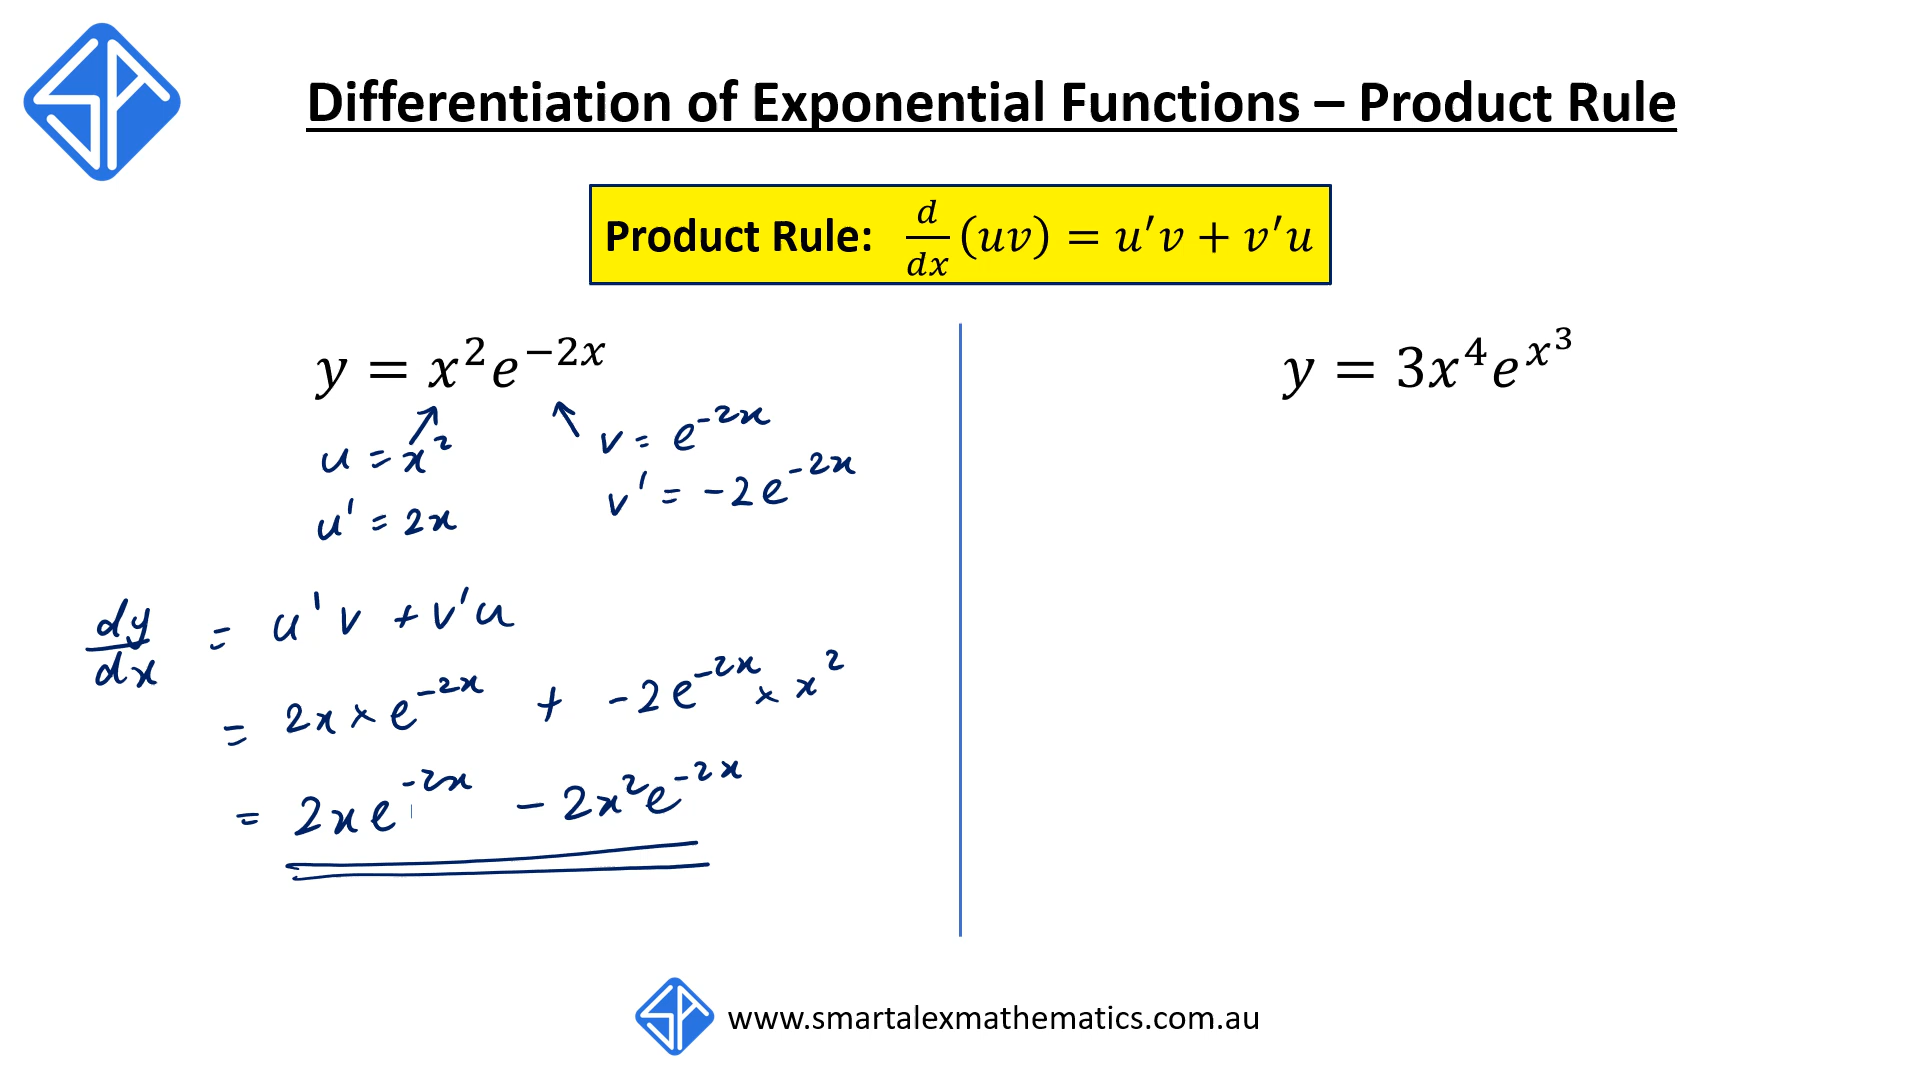 Differentiation of Exponential Functions – Product Rule
Product Rule: d/dx (uv) = u′v + v′u
y = x²e^(−2x)
u = x²
u' = 2x
v = e^(-2x)
v' = -2e^(-2x)
dy/dx = u'v + v'u
= 2x × e^(-2x) + -2e^(-2x) × x²
= 2xe^(-2x) - 2x²e^(-2x)
y = 3x⁴e^(x³)
www.smartalexmathematics.com.au